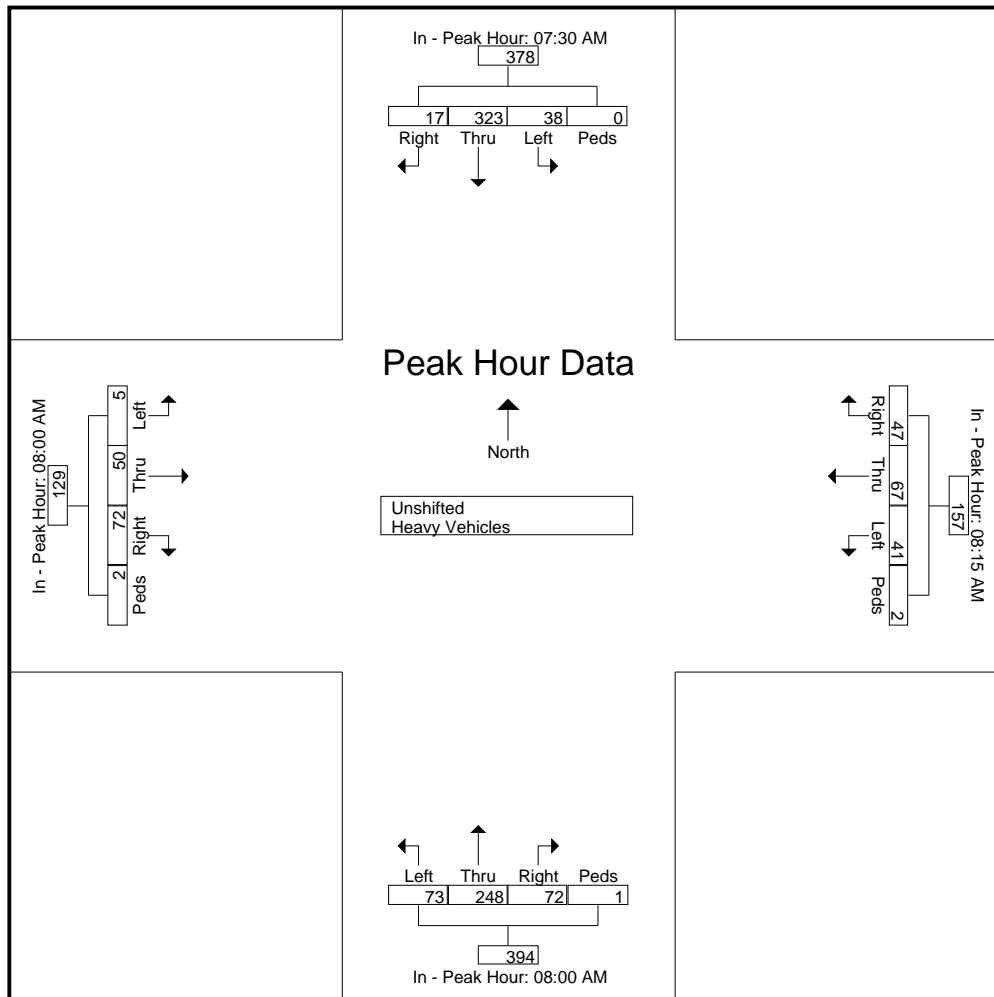 In - Peak Hour: 07:30 AM
378
17 323 38 0
Right Thru Left Peds
Peak Hour Data
North
Unshifted
Heavy Vehicles
In - Peak Hour: 08:00 AM
129
5 50 72 2
Left Thru Right Peds
Right Thru Left Peds
47 67 41 2
157
In - Peak Hour: 08:15 AM
Left Thru Right Peds
73 248 72 1
394
In - Peak Hour: 08:00 AM